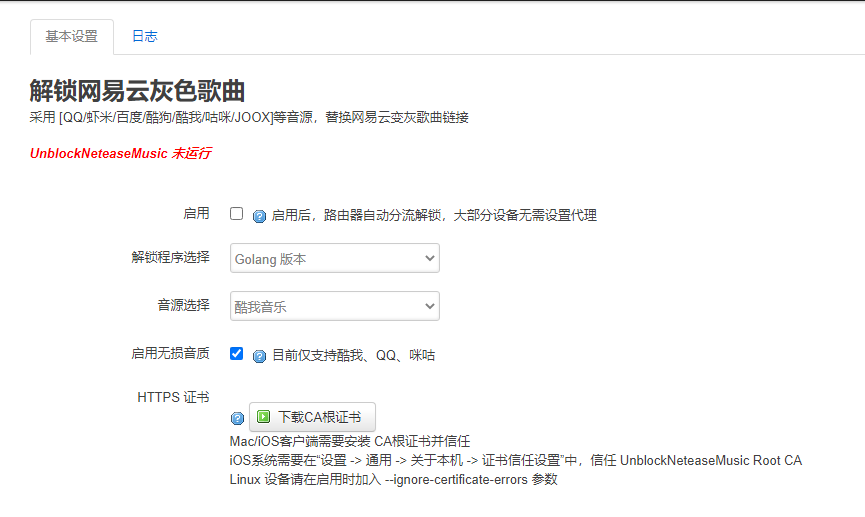 基本设置 日志
解锁网易云灰色歌曲
采用 [QQ/虾米/百度/酷狗/酷我/咕咪/JOOX]等音源，替换网易云变灰歌曲链接
UnblockNeteaseMusic 未运行
启用 启用后，路由器自动分流解锁，大部分设备无需设置代理
解锁程序选择 Golang 版本
音源选择 酷我音乐
启用无损音质 目前仅支持酷我、QQ、咪咕
HTTPS 证书
下载CA根证书
Mac/iOS客户端需要安装 CA根证书并信任
iOS系统需要在“设置 -> 通用 -> 关于本机 -> 证书信任设置”中，信任 UnblockNeteaseMusic Root CA
Linux 设备请在启用时加入 --ignore-certificate-errors 参数